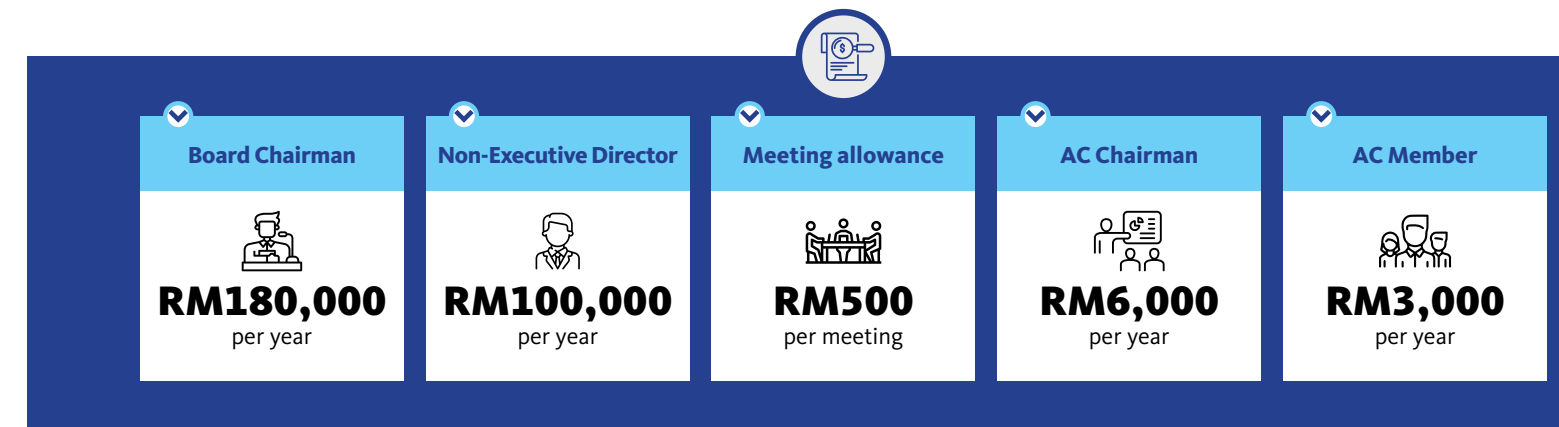 Board Chairman
RM180,000
per year
Non-Executive Director
RM100,000
per year
Meeting allowance
RM500
per meeting
AC Chairman
RM6,000
per year
AC Member
RM3,000
per year